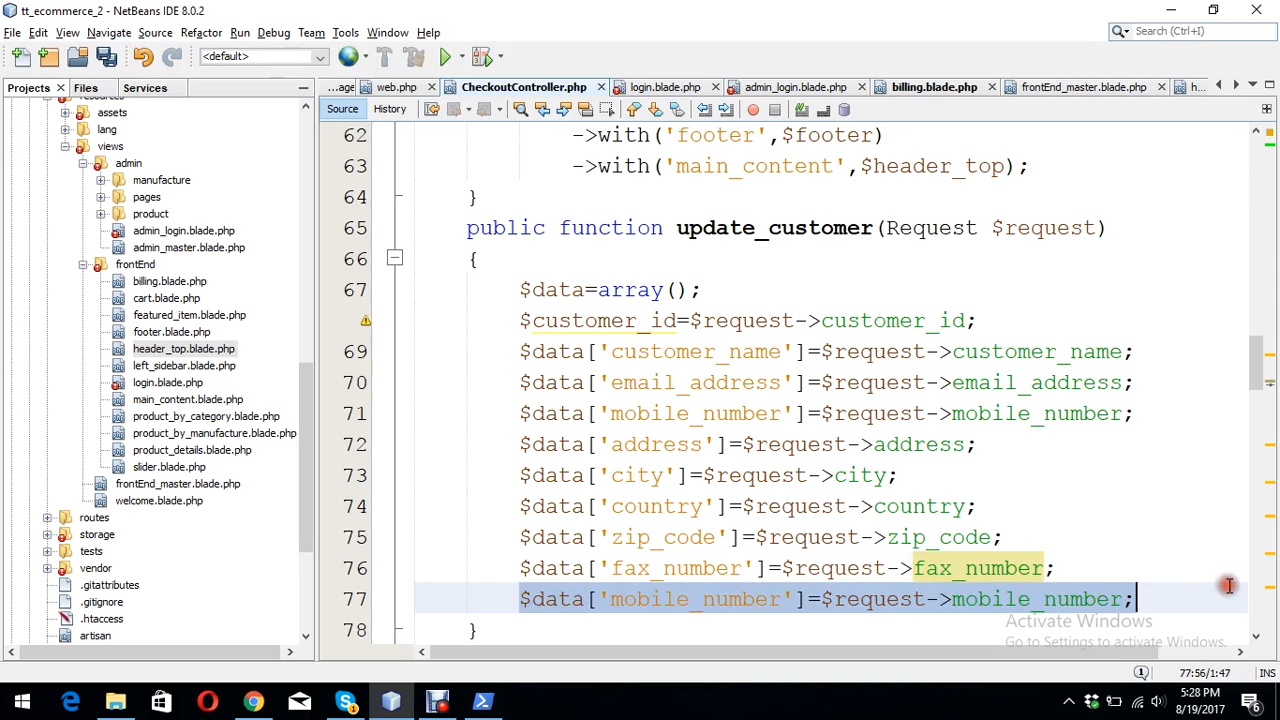 tt_ecommerce_2 - NetBeans IDE 8.0.2
File Edit View Navigate Source Refactor Run Debug Team Tools Window Help
Search (Ctrl+I)
<default>
Projects Files Services
...age web.php CheckoutController.php login.blade.php admin_login.blade.php billing.blade.php frontEnd_master.blade.php h...
Source History
resources
assets
lang
views
admin
manufacture
pages
product
admin_login.blade.php
admin_master.blade.php
frontEnd
billing.blade.php
cart.blade.php
featured_item.blade.php
footer.blade.php
header_top.blade.php
left_sidebar.blade.php
login.blade.php
main_content.blade.php
product_by_category.blade.php
product_by_manufacture.blade.php
product_details.blade.php
slider.blade.php
frontEnd_master.blade.php
welcome.blade.php
routes
storage
tests
vendor
.gitattributes
.gitignore
.htaccess
artisan
62 ->with('footer',$footer)
63 ->with('main_content',$header_top);
64 }
65 public function update_customer(Request $request)
66 {
67 $data=array();
$customer_id=$request->customer_id;
69 $data['customer_name']=$request->customer_name;
70 $data['email_address']=$request->email_address;
71 $data['mobile_number']=$request->mobile_number;
72 $data['address']=$request->address;
73 $data['city']=$request->city;
74 $data['country']=$request->country;
75 $data['zip_code']=$request->zip_code;
76 $data['fax_number']=$request->fax_number;
77 $data['mobile_number']=$request->mobile_number;
78 }
Activate Windows
Go to Settings to activate Windows.
1 77:56/1:47 INS
5:28 PM
8/19/2017
6
1